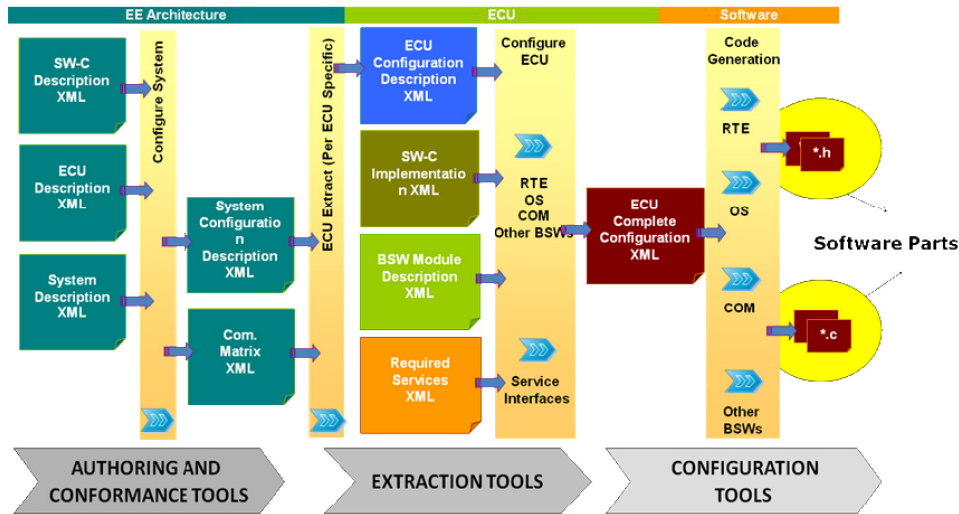 EE Architecture
ECU
Software
SW-C
Description
XML
ECU
Description
XML
System
Description
XML
Configure System
System
Configuratio
n
Description
XML
Com.
Matrix
XML
ECU Extract (Per ECU Specific)
ECU
Configuration
Description
XML
SW-C
Implementatio
n XML
BSW Module
Description
XML
Required
Services
XML
Configure
ECU
RTE
OS
COM
Other BSWs
Service
Interfaces
ECU
Complete
Configuration
XML
Code
Generation
RTE
OS
COM
Other
BSWs
*.h
Software Parts
*.c
AUTHORING AND
CONFORMANCE TOOLS
EXTRACTION TOOLS
CONFIGURATION
TOOLS